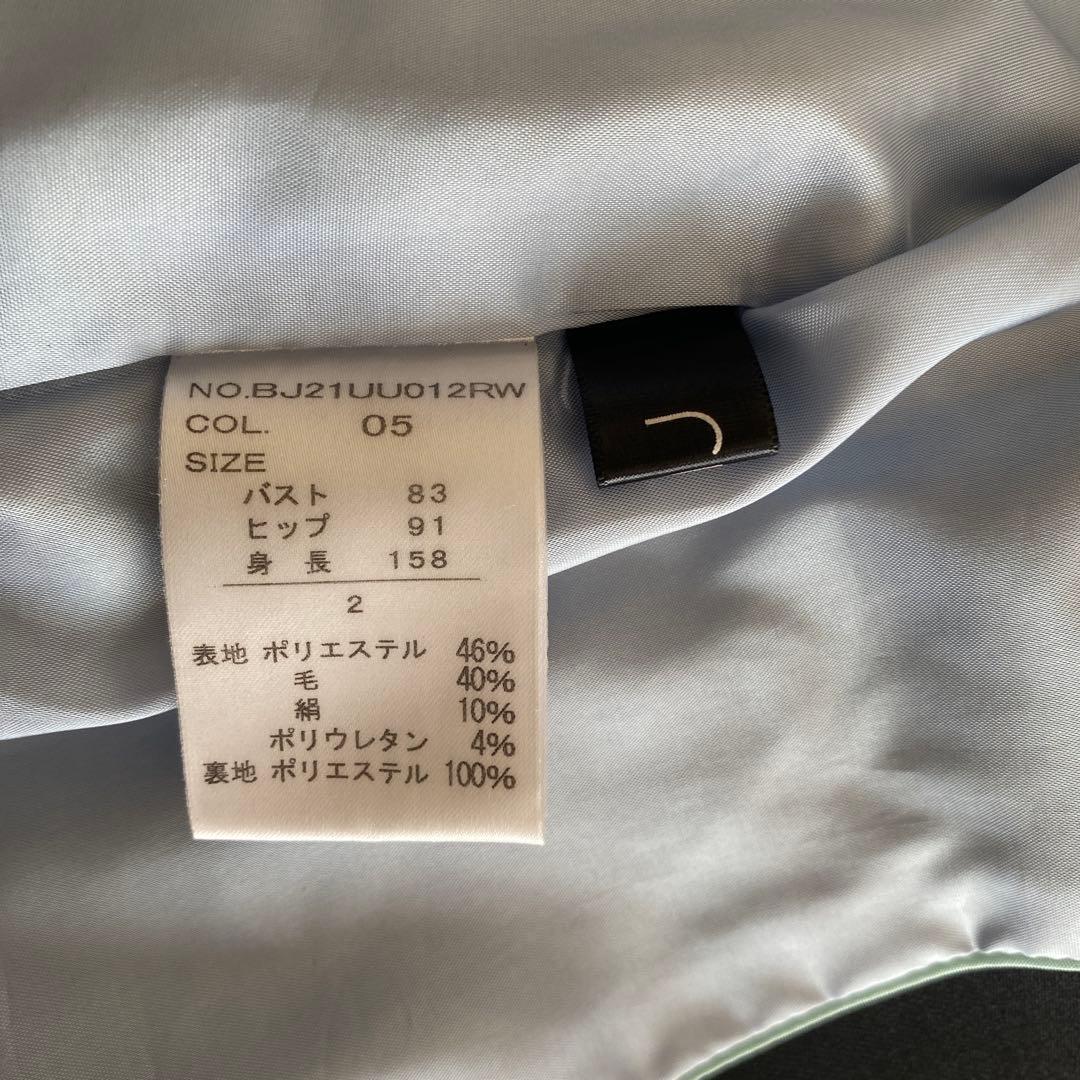 NO.BJ21UU012RW
COL. 05
SIZE
バスト 83
ヒップ 91
身 長 158
2
表地 ポリエステル 46%
毛 40%
絹 10%
ポリウレタン 4%
裏地 ポリエステル 100%
J